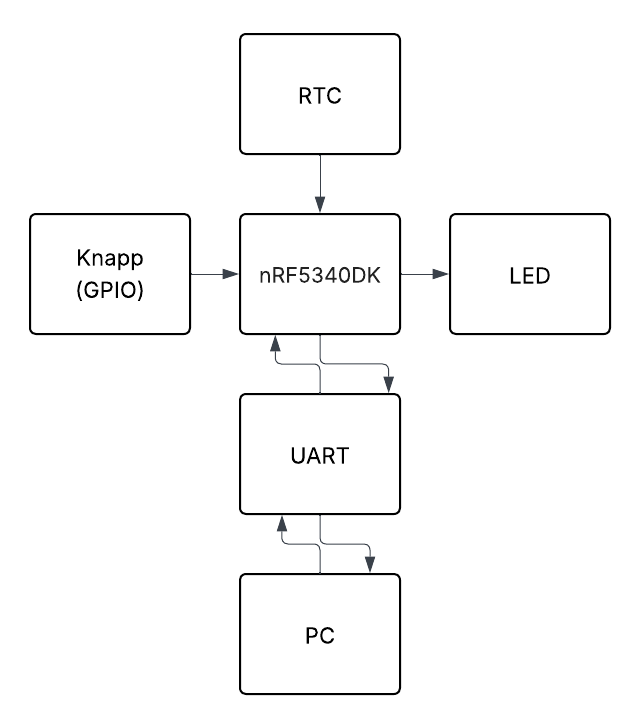 RTC
Knapp
(GPIO)
nRF5340DK
LED
UART
PC